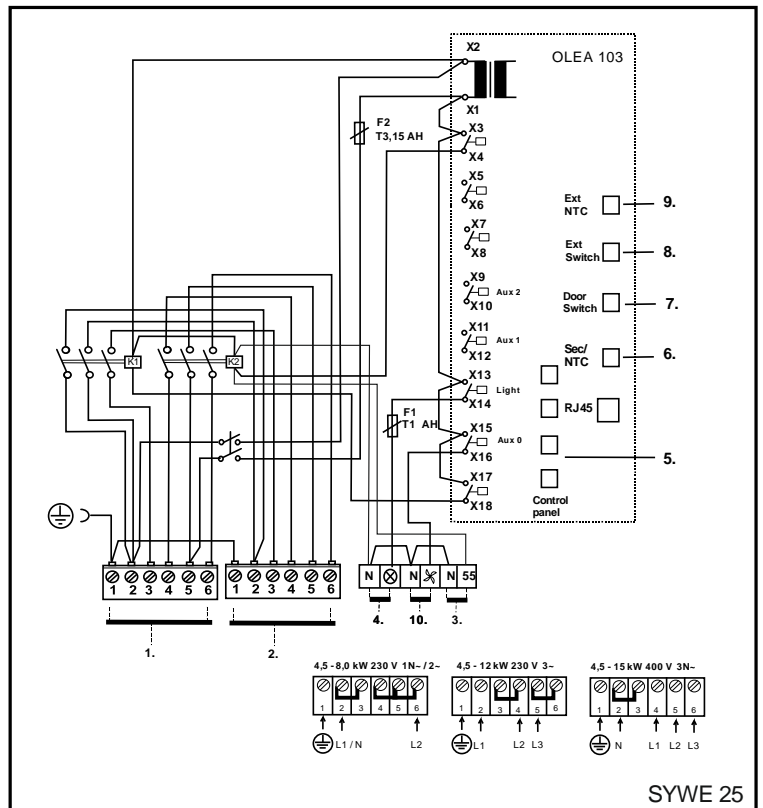 X2
OLEA 103
X1
F2
T3,15 AH
X3
X4
X5
X6
Ext
NTC
9.
X7
X8
Ext
Switch
8.
X9
Aux 2
X10
Door
Switch
7.
X11
Aux 1
X12
Sec/
NTC
6.
K1
K2
X13
Light
X14
RJ45
F1
T1 AH
X15
Aux 0
X16
5.
X17
X18
Control
panel
1 2 3 4 5 6
1 2 3 4 5 6
N N N 55
4. 10. 3.
1. 2.
4,5 - 8,0 kW 230 V 1N~ / 2~
1 2 3 4 5 6
L1 / N L2
4,5 - 12 kW 230 V 3~
1 2 3 4 5 6
L1 L2 L3
4,5 - 15 kW 400 V 3N~
1 2 3 4 5 6
N L1 L2 L3
SYWE 25